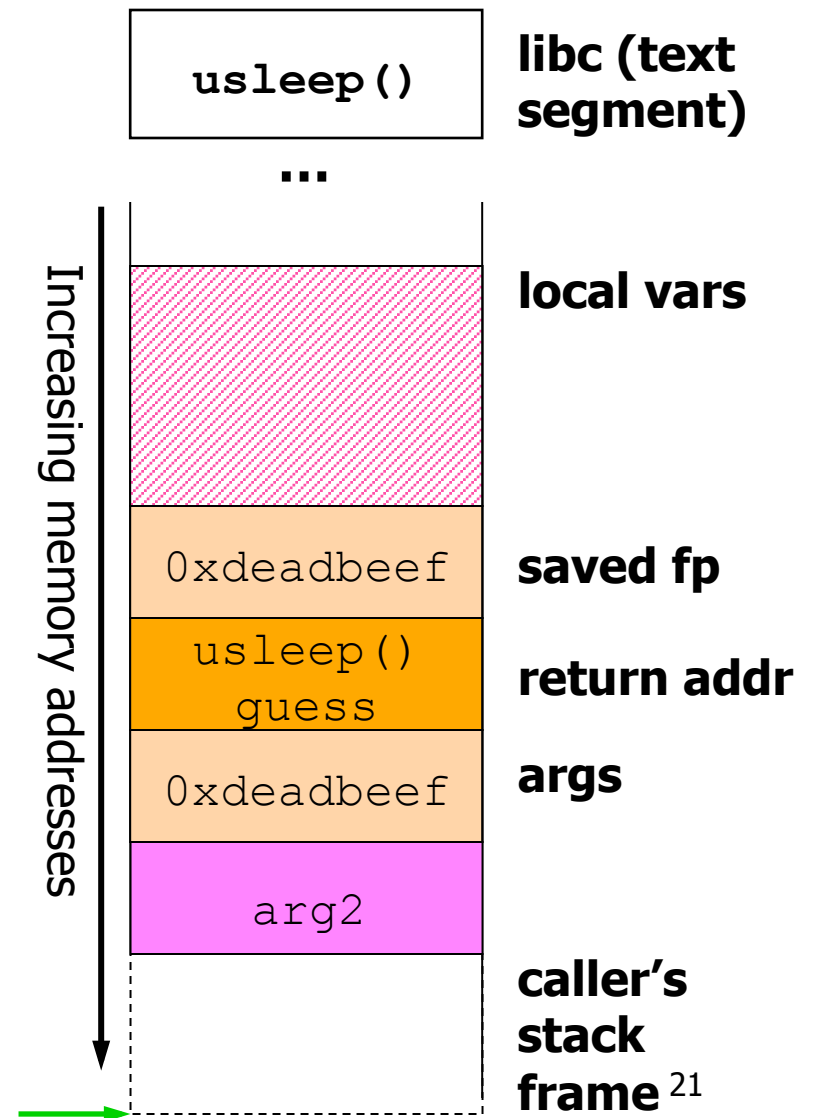 usleep()
libc (text
segment)
...
Increasing memory addresses
local vars
0xdeadbeef
saved fp
usleep()
guess
return addr
0xdeadbeef
args
arg2
caller’s
stack
frame 21